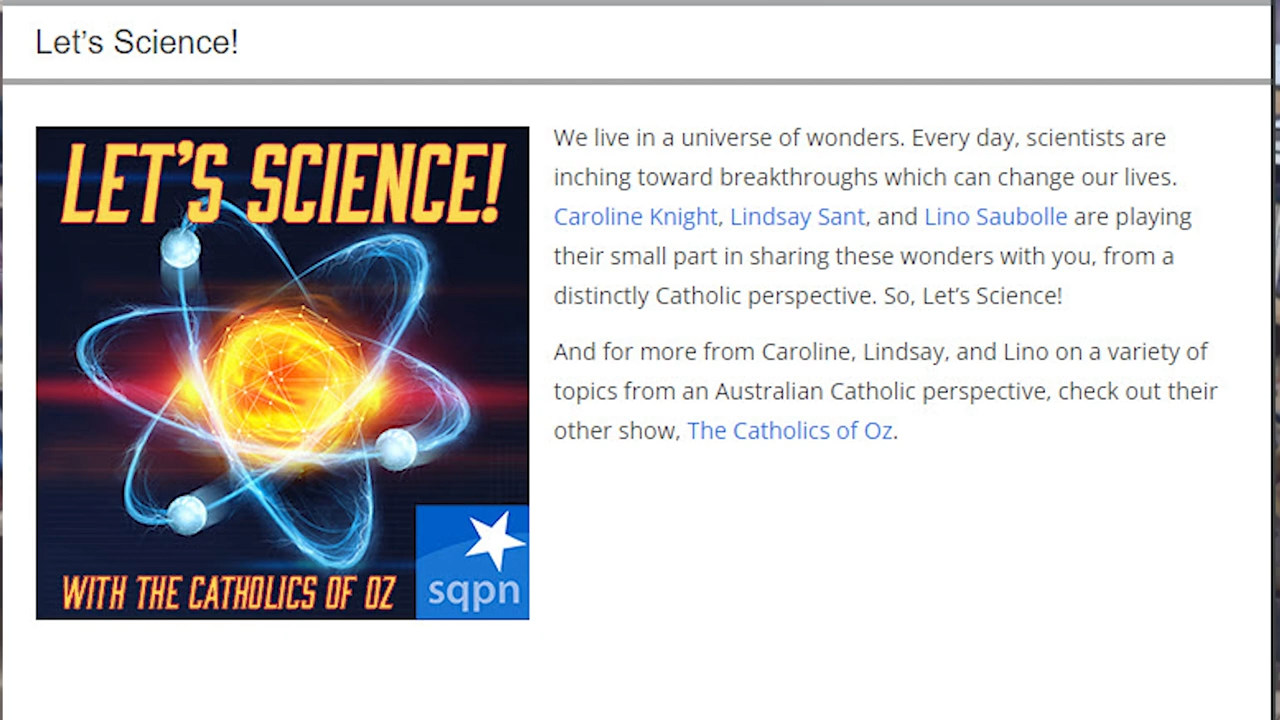 Let’s Science!
LET’S SCIENCE!
WITH THE CATHOLICS OF OZ
sqpn
We live in a universe of wonders. Every day, scientists are
inching toward breakthroughs which can change our lives.
Caroline Knight, Lindsay Sant, and Lino Saubolle are playing
their small part in sharing these wonders with you, from a
distinctly Catholic perspective. So, Let’s Science!
And for more from Caroline, Lindsay, and Lino on a variety of
topics from an Australian Catholic perspective, check out their
other show, The Catholics of Oz.